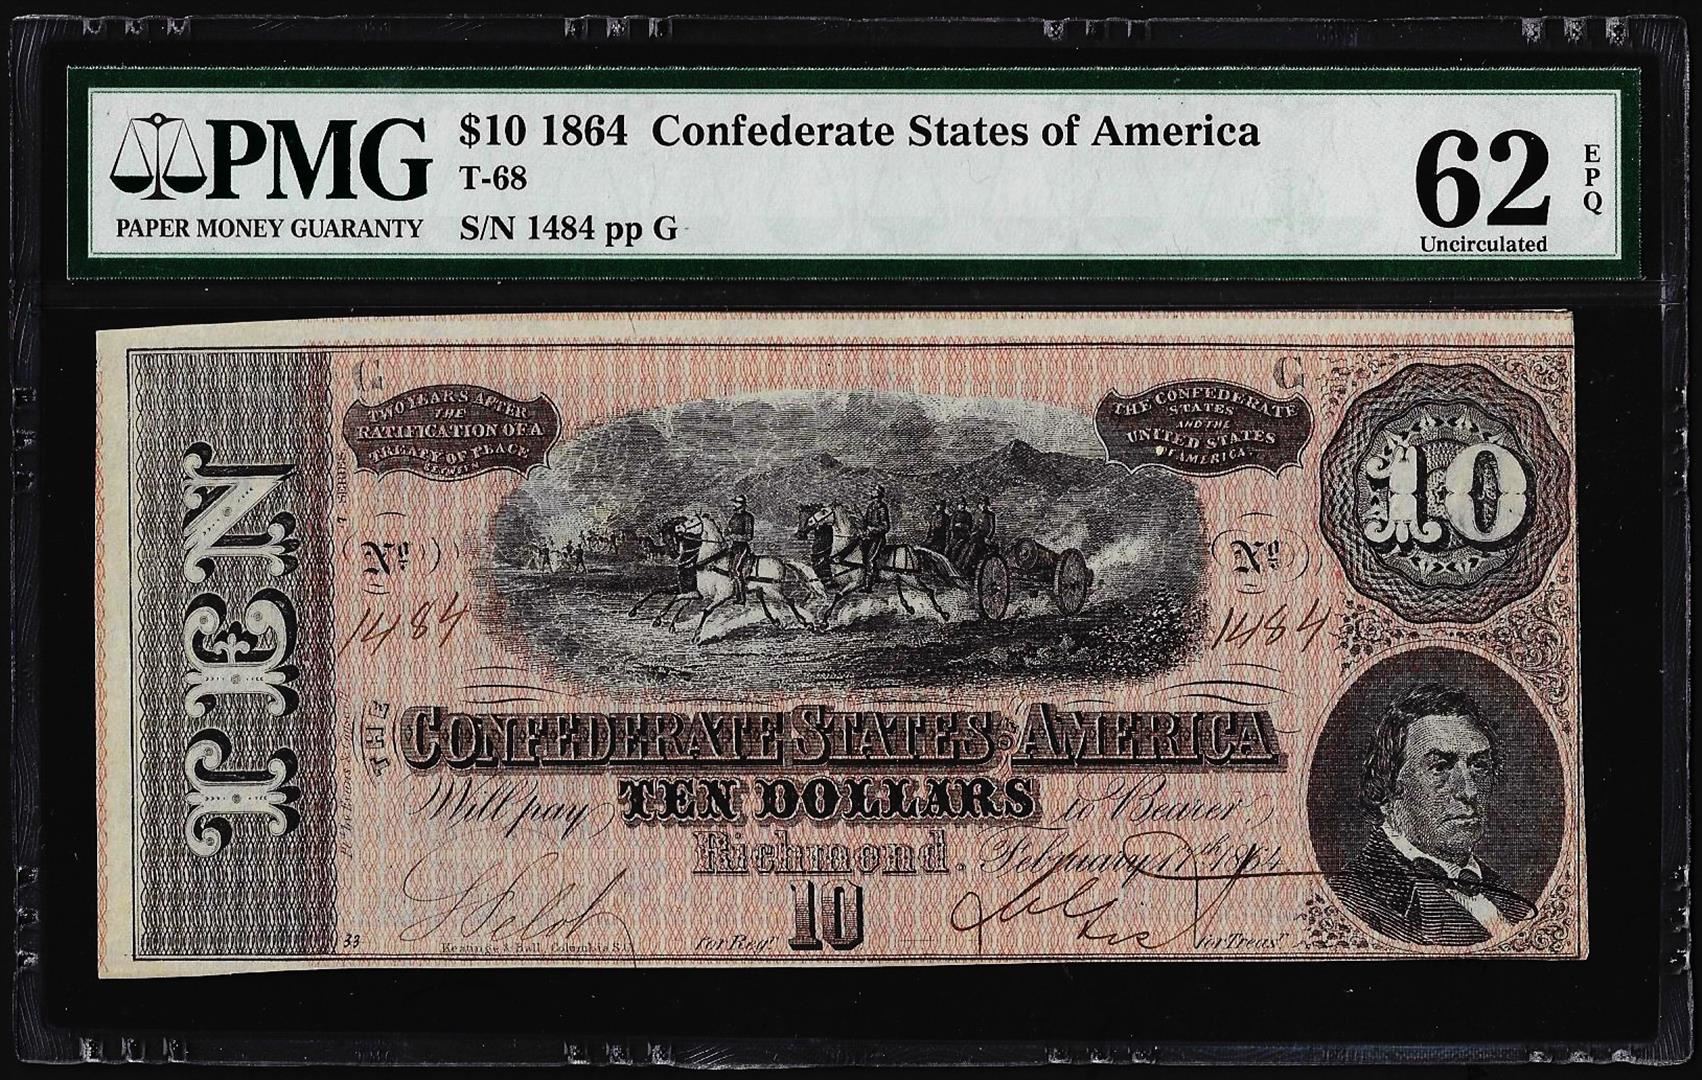 PMG
PAPER MONEY GUARANTY
$10 1864 Confederate States of America
T-68
S/N 1484 pp G
62
EPQ
Uncirculated
G
G
TWO YEARS AFTER
THE
RATIFICATION OF A
TREATY OF PEACE
BETWEEN
THE CONFEDERATE
STATES
AND THE
UNITED STATES
OF AMERICA.
10
TEN
7 SERIES
No
1484
No
1484
THE
CONFEDERATE STATES OF AMERICA
Will pay TEN DOLLARS to Bearer
Richmond. February 17th 1864
10
33
Keatinge & Ball, Columbia S.C.
for Regr
for Treasr